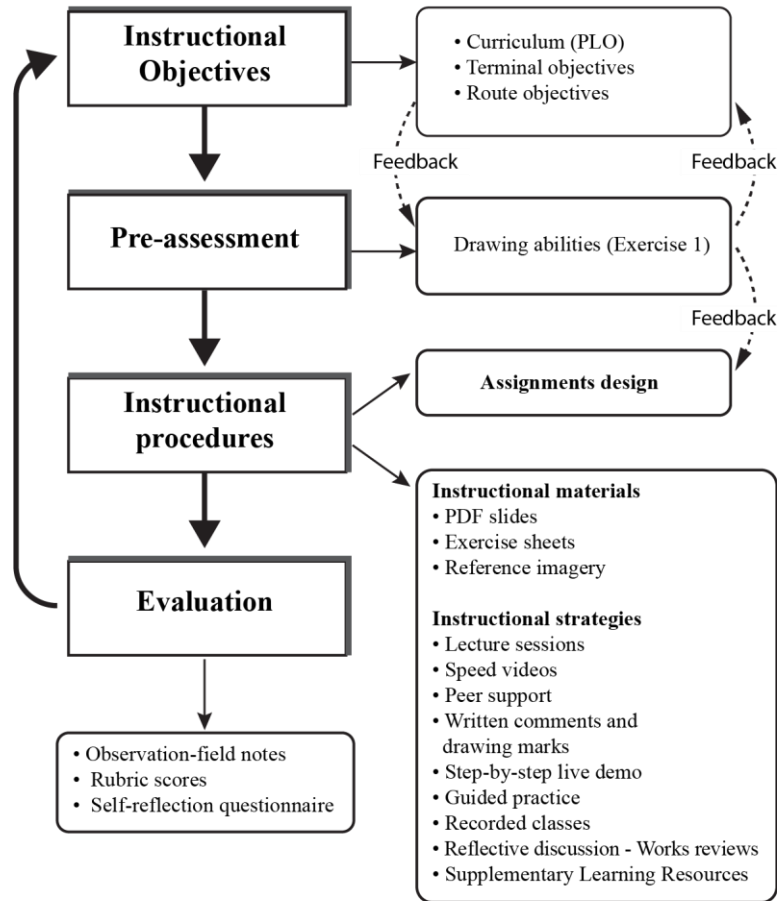 Instructional
Objectives
• Curriculum (PLO)
• Terminal objectives
• Route objectives
Feedback
Feedback
Pre-assessment
Drawing abilities (Exercise 1)
Feedback
Instructional
procedures
Assignments design
Instructional materials
• PDF slides
• Exercise sheets
• Reference imagery
Instructional strategies
• Lecture sessions
• Speed videos
• Peer support
• Written comments and
drawing marks
• Step-by-step live demo
• Guided practice
• Recorded classes
• Reflective discussion - Works reviews
• Supplementary Learning Resources
Evaluation
• Observation-field notes
• Rubric scores
• Self-reflection questionnaire